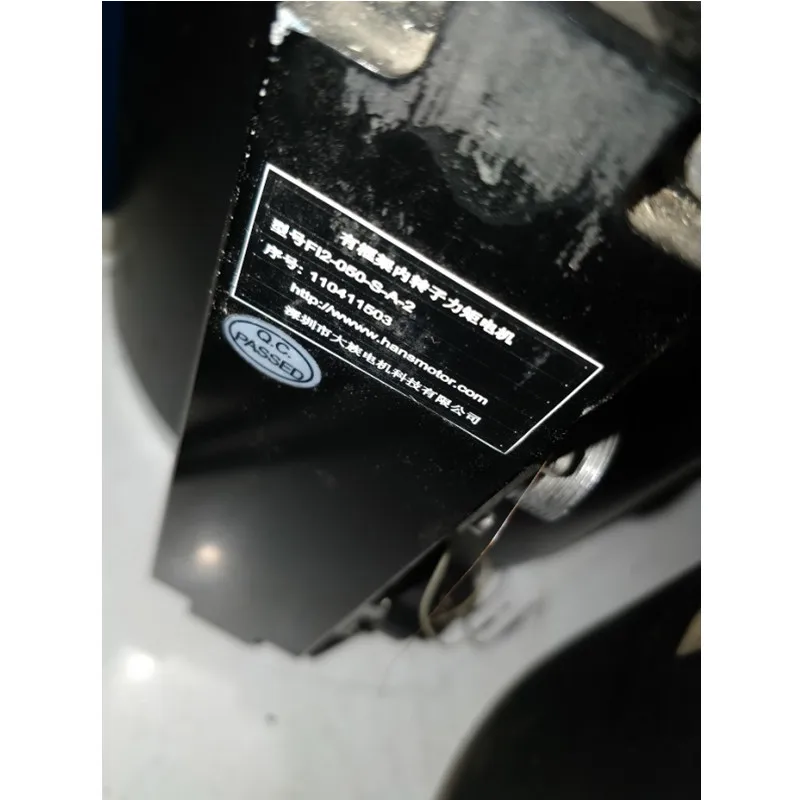 有框架内转子力矩电机
型号FI2-050-S-A-2
序号: 110411503
http://www.hansmotor.com
深圳市大族电机科技有限公司
Q.C.
PASSED